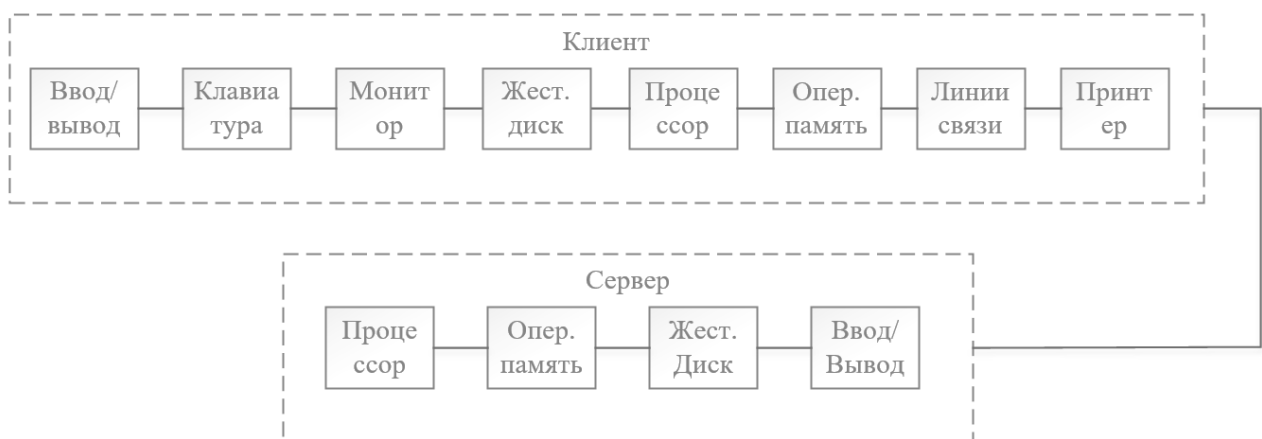 Клиент
Ввод/
вывод
Клавиа
тура
Монит
ор
Жест.
диск
Проце
ссор
Опер.
память
Линии
связи
Принт
ер
Сервер
Проце
ссор
Опер.
память
Жест.
Диск
Ввод/
Вывод